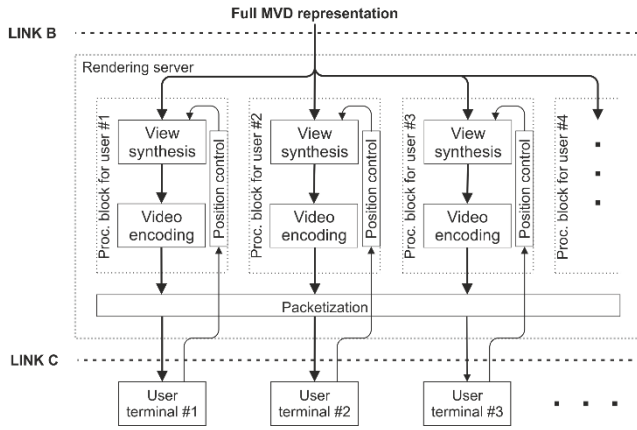 Full MVD representation
LINK B
Rendering server
Proc. block for user #1
View
synthesis
Video
encoding
Position control
Proc. block for user #2
View
synthesis
Video
encoding
Position control
Proc. block for user #3
View
synthesis
Video
encoding
Position control
Proc. block for user #4
Packetization
LINK C
User
terminal #1
User
terminal #2
User
terminal #3